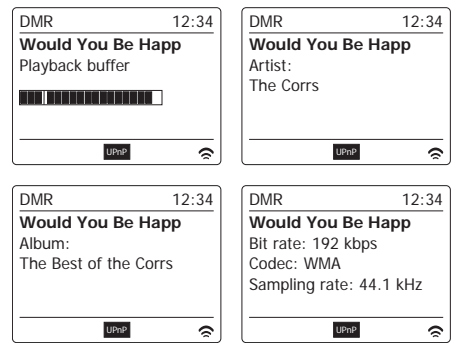 DMR 12:34
Would You Be Happ
Playback buffer
UPnP
DMR 12:34
Would You Be Happ
Artist:
The Corrs
UPnP
DMR 12:34
Would You Be Happ
Album:
The Best of the Corrs
UPnP
DMR 12:34
Would You Be Happ
Bit rate: 192 kbps
Codec: WMA
Sampling rate: 44.1 kHz
UPnP